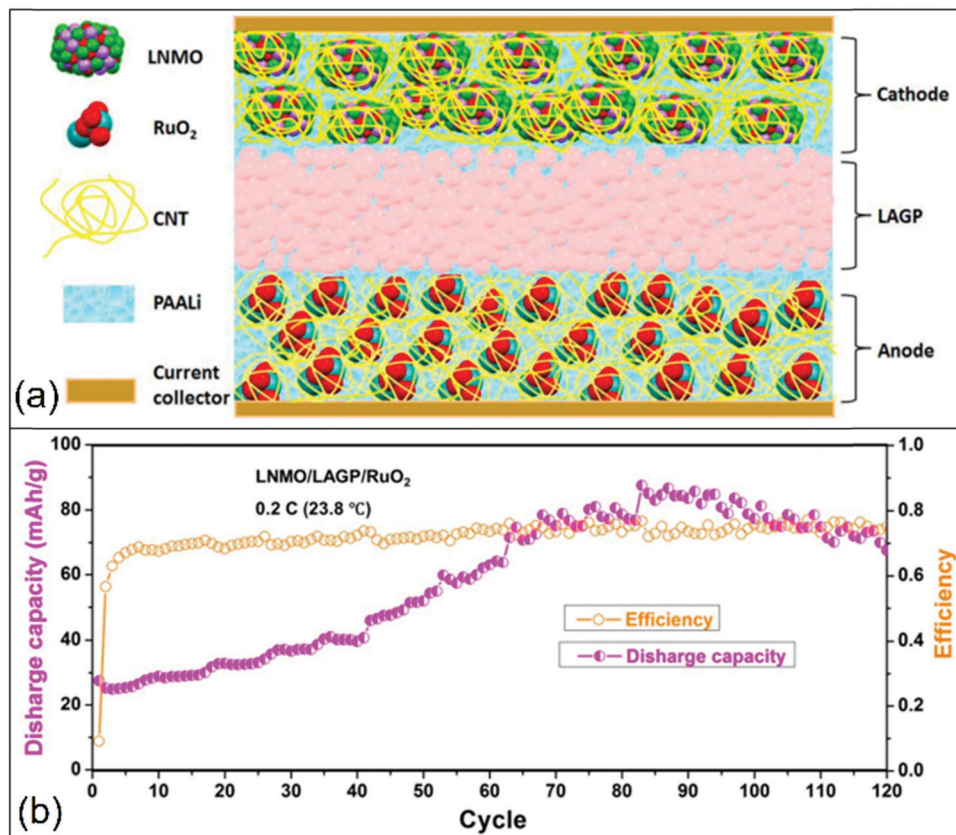 LNMO
RuO₂
CNT
PAALi
Current
collector
Cathode
LAGP
Anode
(a)
Disharge capacity (mAh/g)
100
80
60
40
20
0
LNMO/LAGP/RuO₂
0.2 C (23.8 °C)
Efficiency
Disharge capacity
1.0
0.8
0.6
0.4
0.2
0.0
Efficiency
0 10 20 30 40 50 60 70 80 90 100 110 120
Cycle
(b)